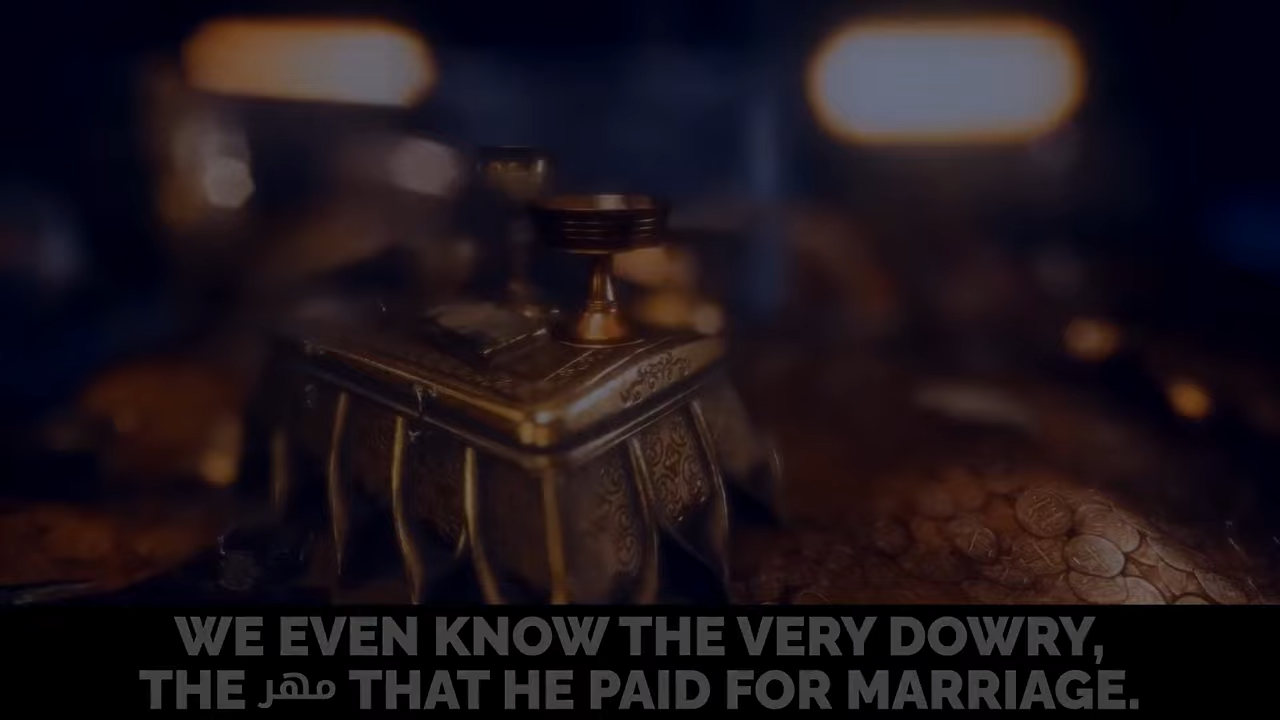 WE EVEN KNOW THE VERY DOWRY,
THE مهر THAT HE PAID FOR MARRIAGE.